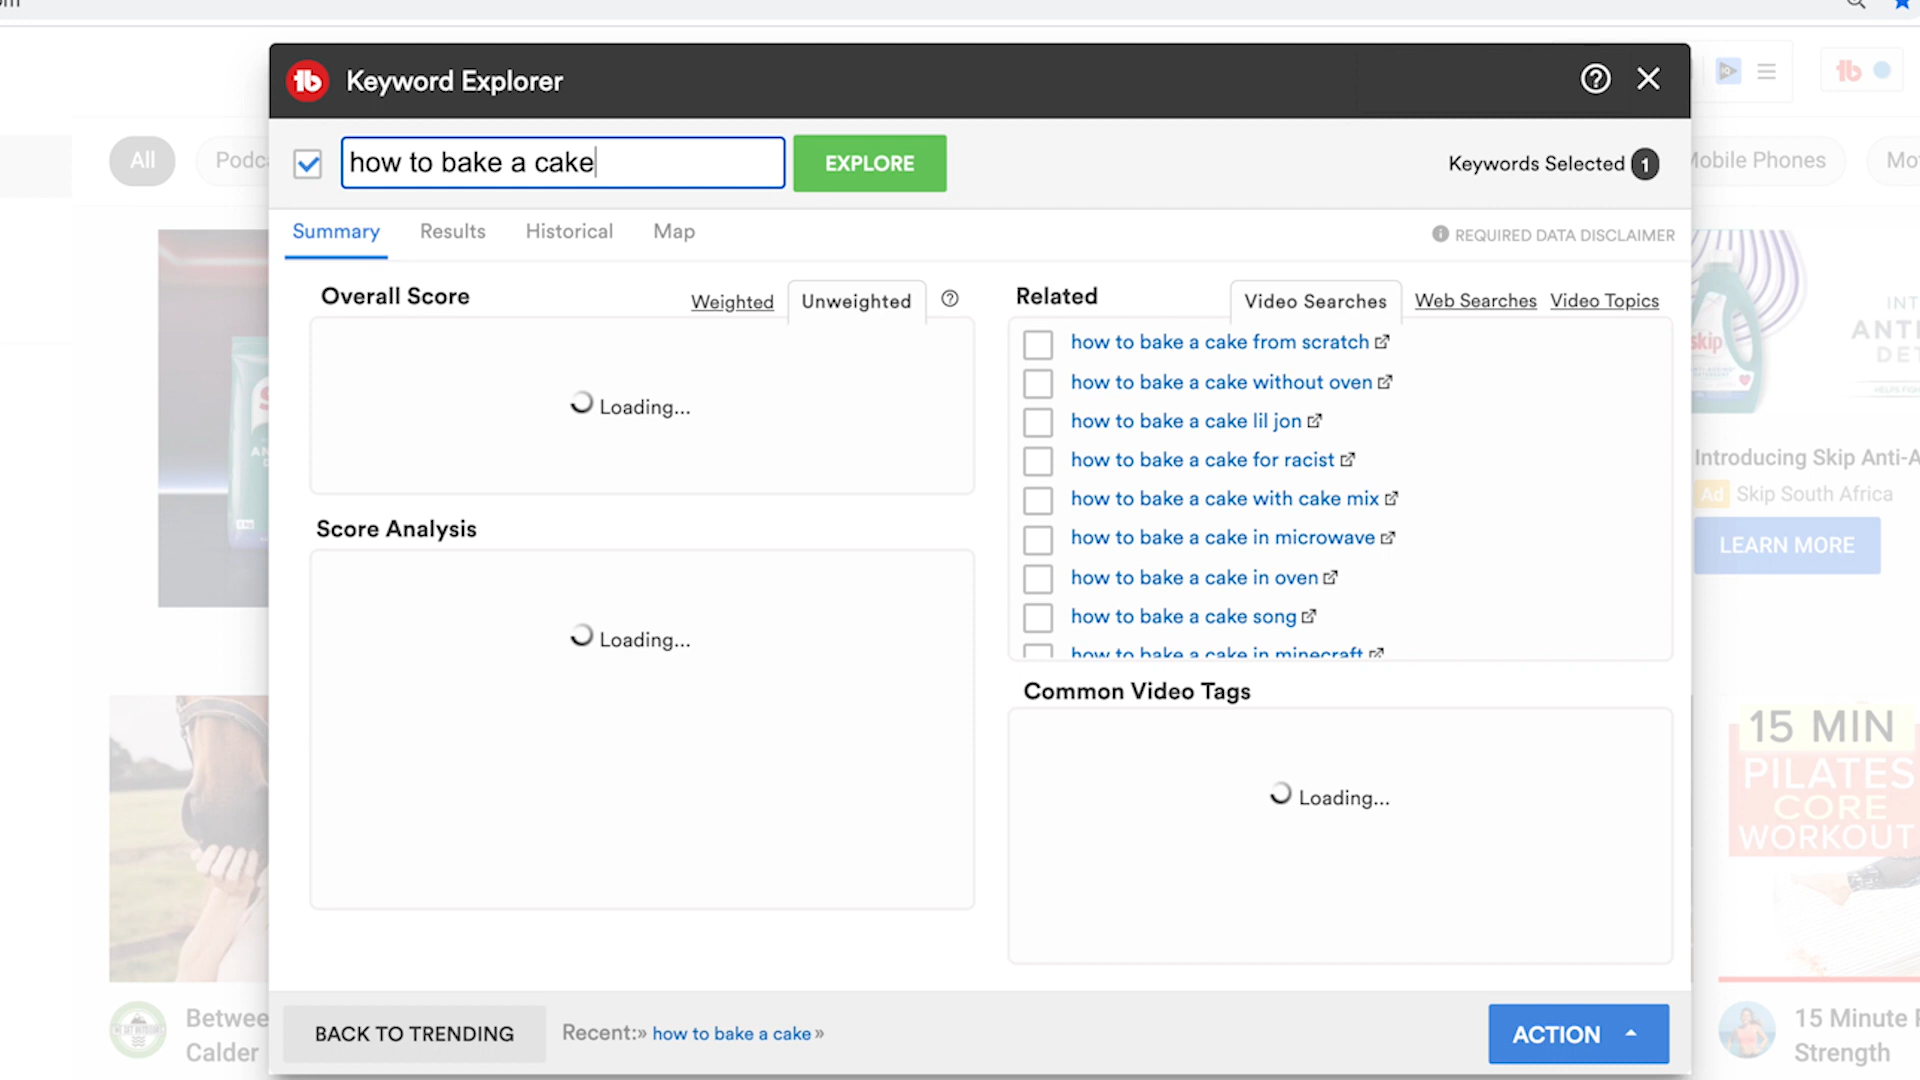 Keyword Explorer
how to bake a cake
EXPLORE
Keywords Selected 1
Summary
Results
Historical
Map
REQUIRED DATA DISCLAIMER
Overall Score
Weighted
Unweighted
Loading...
Score Analysis
Loading...
Related
Video Searches
Web Searches
Video Topics
how to bake a cake from scratch
how to bake a cake without oven
how to bake a cake lil jon
how to bake a cake for racist
how to bake a cake with cake mix
how to bake a cake in microwave
how to bake a cake in oven
how to bake a cake song
how to bake a cake in minecraft
Common Video Tags
Loading...
BACK TO TRENDING
Recent:» how to bake a cake »
ACTION
All
Mobile Phones
skip
Introducing Skip Anti-A
Ad Skip South Africa
LEARN MORE
15 MIN
PILATES
CORE
WORKOUT
Calder
15 Minute
Strength